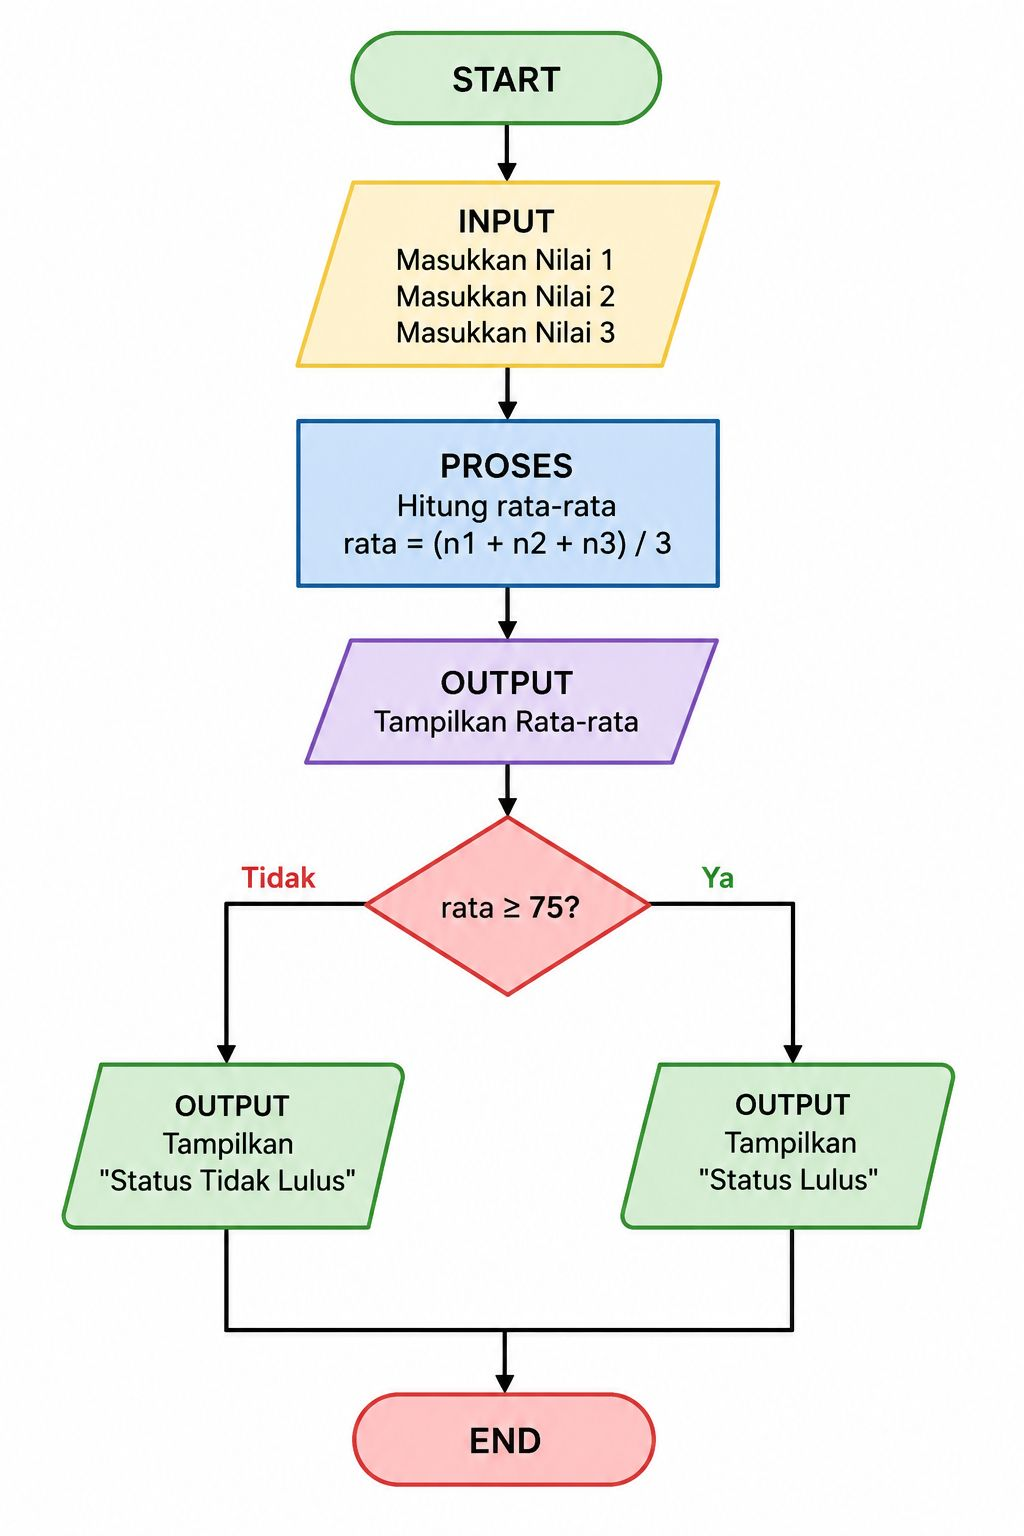 START
INPUT
Masukkan Nilai 1
Masukkan Nilai 2
Masukkan Nilai 3
PROSES
Hitung rata-rata
rata = (n1 + n2 + n3) / 3
OUTPUT
Tampilkan Rata-rata
Tidak
Ya
rata ≥ 75?
OUTPUT
Tampilkan
"Status Tidak Lulus"
OUTPUT
Tampilkan
"Status Lulus"
END